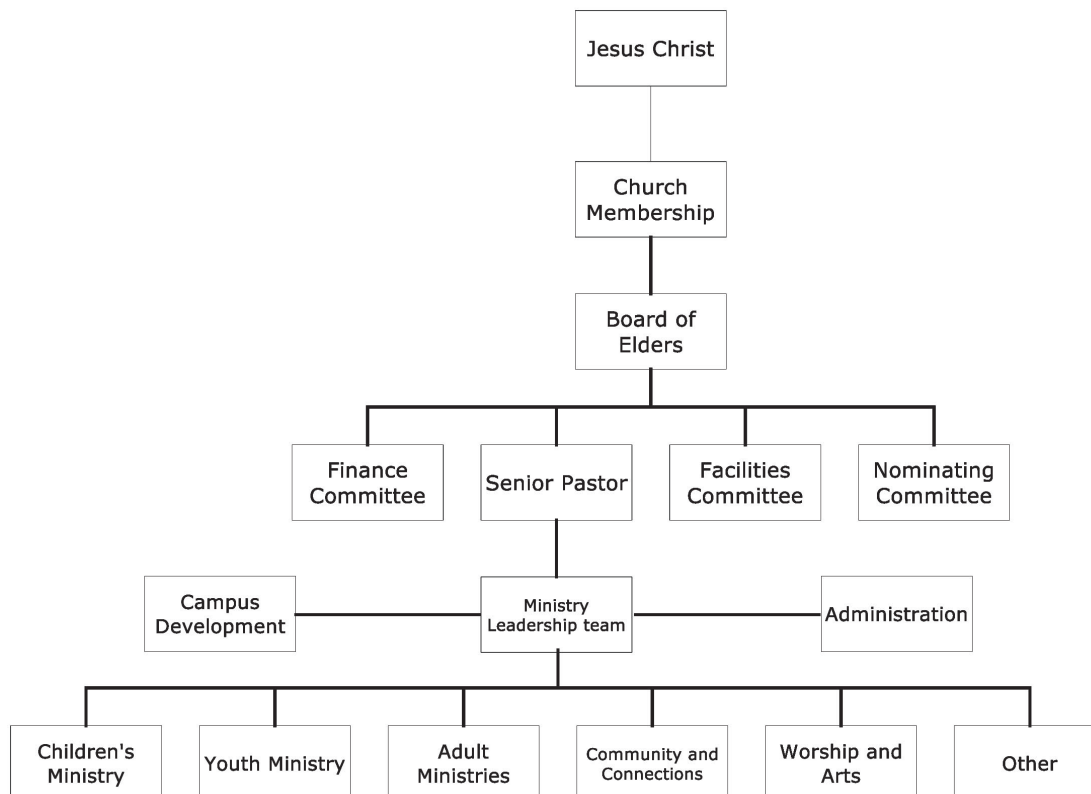 Jesus Christ
Church
Membership
Board of
Elders
Finance
Committee
Senior Pastor
Facilities
Committee
Nominating
Committee
Campus
Development
Ministry
Leadership team
Administration
Children's
Ministry
Youth Ministry
Adult
Ministries
Community and
Connections
Worship and
Arts
Other